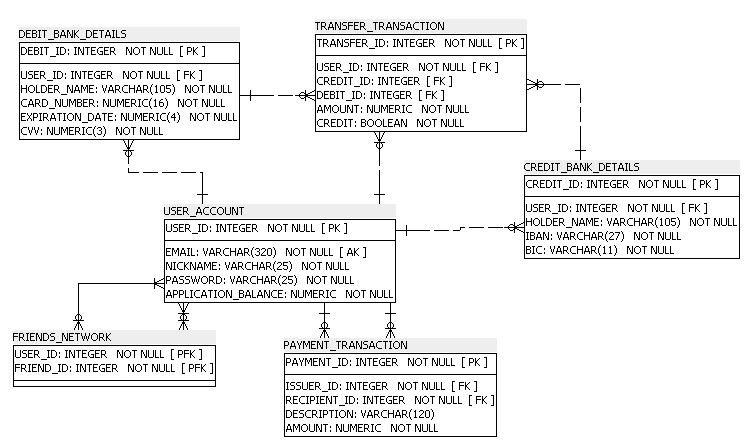 DEBIT_BANK_DETAILS
DEBIT_ID: INTEGER NOT NULL [ PK ]
USER_ID: INTEGER NOT NULL [ FK ]
HOLDER_NAME: VARCHAR(105) NOT NULL
CARD_NUMBER: NUMERIC(16) NOT NULL
EXPIRATION_DATE: NUMERIC(4) NOT NULL
CVV: NUMERIC(3) NOT NULL
TRANSFER_TRANSACTION
TRANSFER_ID: INTEGER NOT NULL [ PK ]
USER_ID: INTEGER NOT NULL [ FK ]
CREDIT_ID: INTEGER [ FK ]
DEBIT_ID: INTEGER [ FK ]
AMOUNT: NUMERIC NOT NULL
CREDIT: BOOLEAN NOT NULL
CREDIT_BANK_DETAILS
CREDIT_ID: INTEGER NOT NULL [ PK ]
USER_ID: INTEGER NOT NULL [ FK ]
HOLDER_NAME: VARCHAR(105) NOT NULL
IBAN: VARCHAR(27) NOT NULL
BIC: VARCHAR(11) NOT NULL
USER_ACCOUNT
USER_ID: INTEGER NOT NULL [ PK ]
EMAIL: VARCHAR(320) NOT NULL [ AK ]
NICKNAME: VARCHAR(25) NOT NULL
PASSWORD: VARCHAR(25) NOT NULL
APPLICATION_BALANCE: NUMERIC NOT NULL
FRIENDS_NETWORK
USER_ID: INTEGER NOT NULL [ PFK ]
FRIEND_ID: INTEGER NOT NULL [ PFK ]
PAYMENT_TRANSACTION
PAYMENT_ID: INTEGER NOT NULL [ PK ]
ISSUER_ID: INTEGER NOT NULL [ FK ]
RECIPIENT_ID: INTEGER NOT NULL [ FK ]
DESCRIPTION: VARCHAR(120)
AMOUNT: NUMERIC NOT NULL